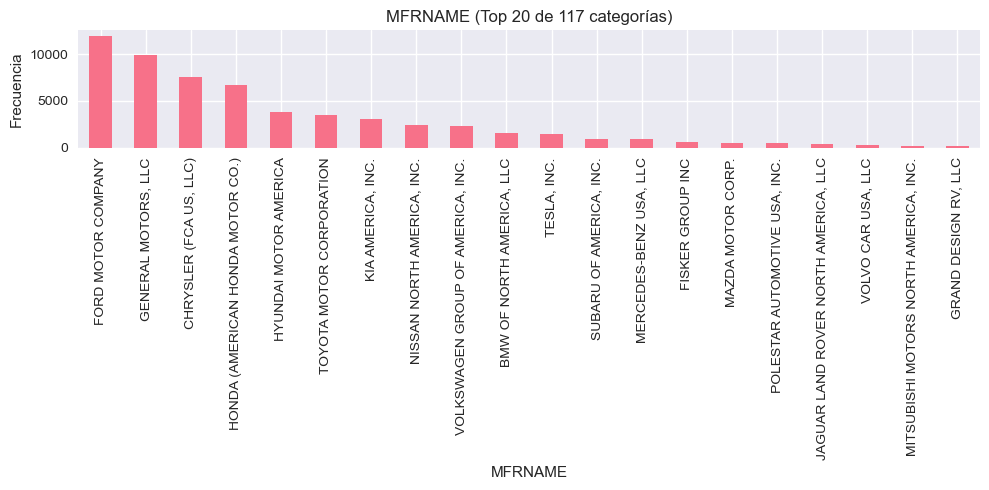 MFRNAME (Top 20 de 117 categorías)
Frecuencia
10000
5000
0
FORD MOTOR COMPANY
GENERAL MOTORS, LLC
CHRYSLER (FCA US, LLC)
HONDA (AMERICAN HONDA MOTOR CO.)
HYUNDAI MOTOR AMERICA
TOYOTA MOTOR CORPORATION
KIA AMERICA, INC.
NISSAN NORTH AMERICA, INC.
VOLKSWAGEN GROUP OF AMERICA, INC.
BMW OF NORTH AMERICA, LLC
TESLA, INC.
SUBARU OF AMERICA, INC.
MERCEDES-BENZ USA, LLC
FISKER GROUP INC
MAZDA MOTOR CORP.
POLESTAR AUTOMOTIVE USA, INC.
JAGUAR LAND ROVER NORTH AMERICA, LLC
VOLVO CAR USA, LLC
MITSUBISHI MOTORS NORTH AMERICA, INC.
GRAND DESIGN RV, LLC
MFRNAME